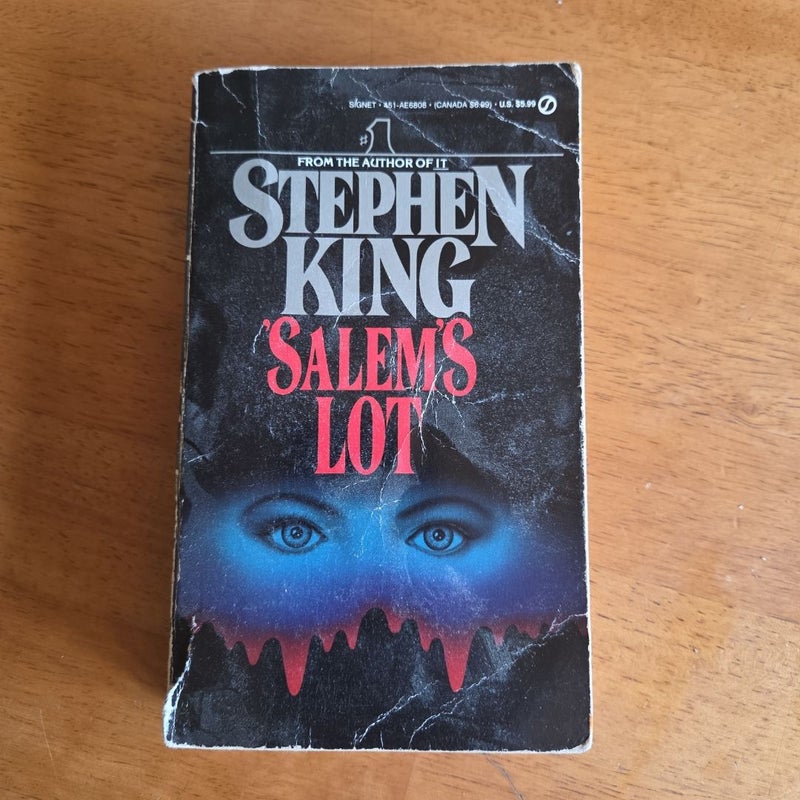 SIGNET • 451-AE6808 • (CANADA $6.99) • U.S. $5.99
#1
FROM THE AUTHOR OF IT
STEPHEN
KING
'SALEM'S
LOT